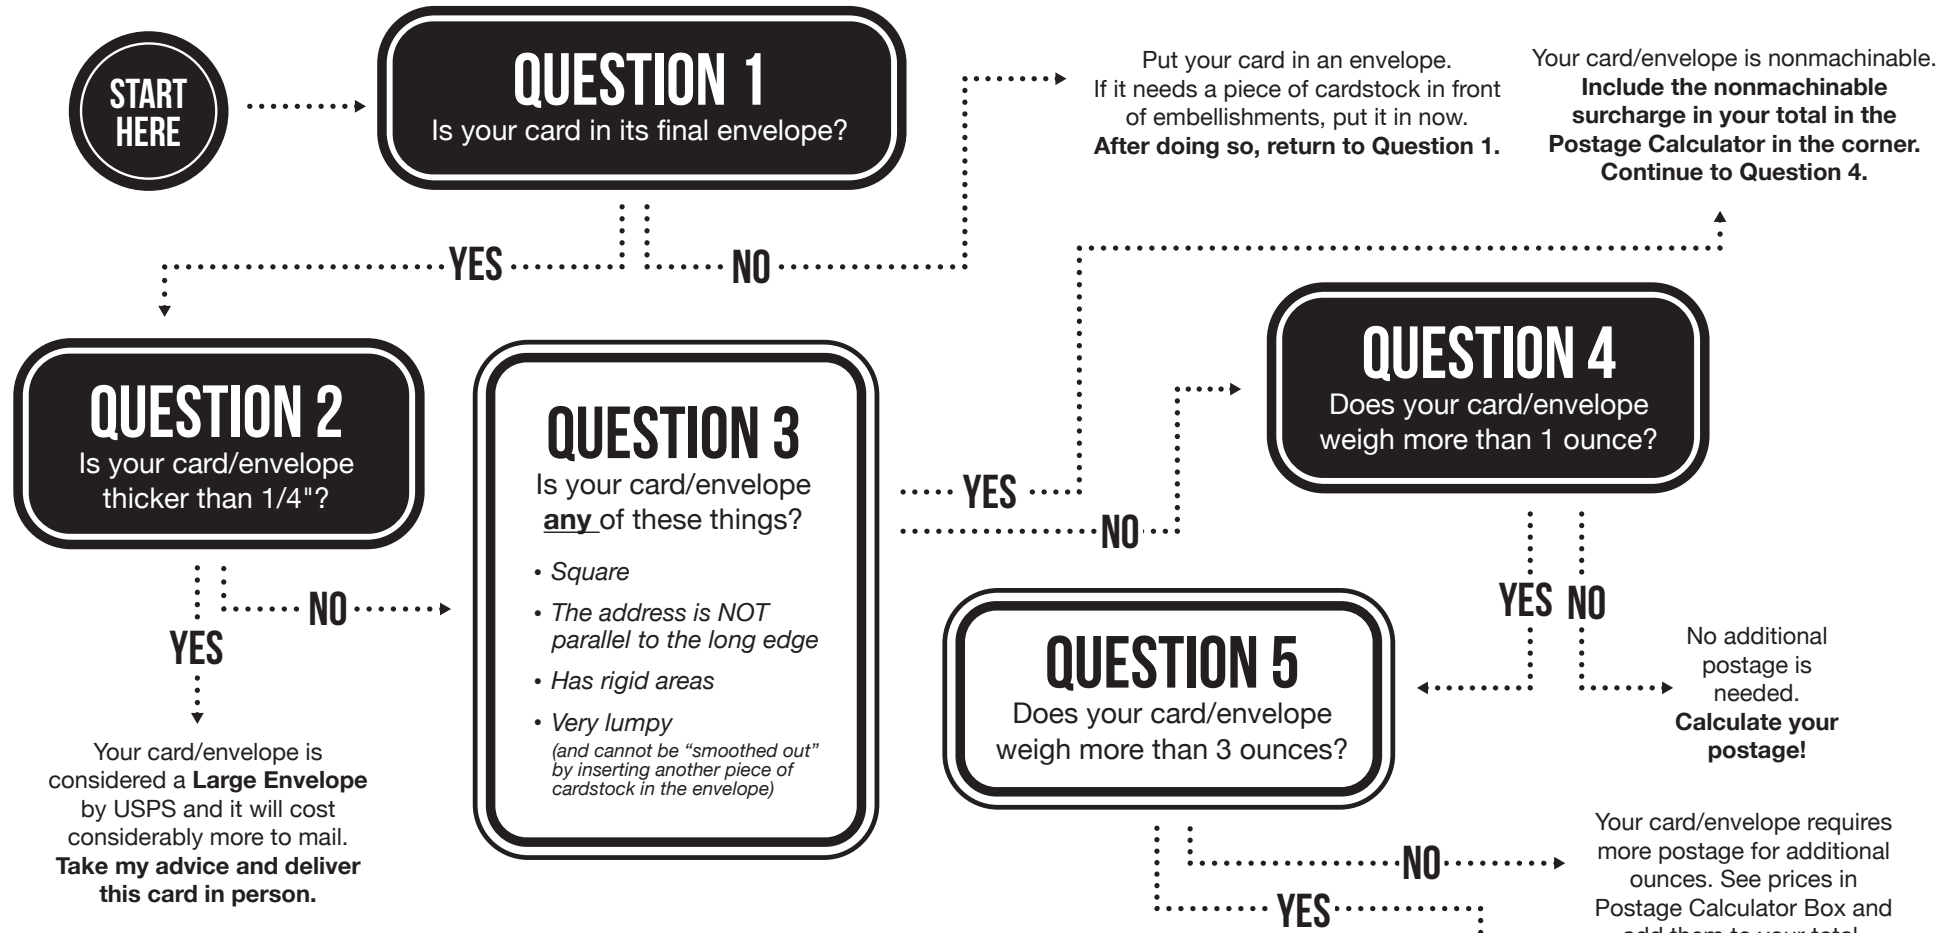 START
HERE
QUESTION 1
Is your card in its final envelope?
Put your card in an envelope.
If it needs a piece of cardstock in front
of embellishments, put it in now.
After doing so, return to Question 1.
Your card/envelope is nonmachinable.
Include the nonmachinable
surcharge in your total in the
Postage Calculator in the corner.
Continue to Question 4.
YES
NO
QUESTION 2
Is your card/envelope
thicker than 1/4"?
NO
YES
Your card/envelope is
considered a Large Envelope
by USPS and it will cost
considerably more to mail.
Take my advice and deliver
this card in person.
QUESTION 3
Is your card/envelope
any of these things?
• Square
• The address is NOT
parallel to the long edge
• Has rigid areas
• Very lumpy
(and cannot be “smoothed out”
by inserting another piece of
cardstock in the envelope)
YES
NO
QUESTION 4
Does your card/envelope
weigh more than 1 ounce?
YES
NO
No additional
postage is
needed.
Calculate your
postage!
QUESTION 5
Does your card/envelope
weigh more than 3 ounces?
NO
YES
Your card/envelope requires
more postage for additional
ounces. See prices in
Postage Calculator Box and
add them to your total